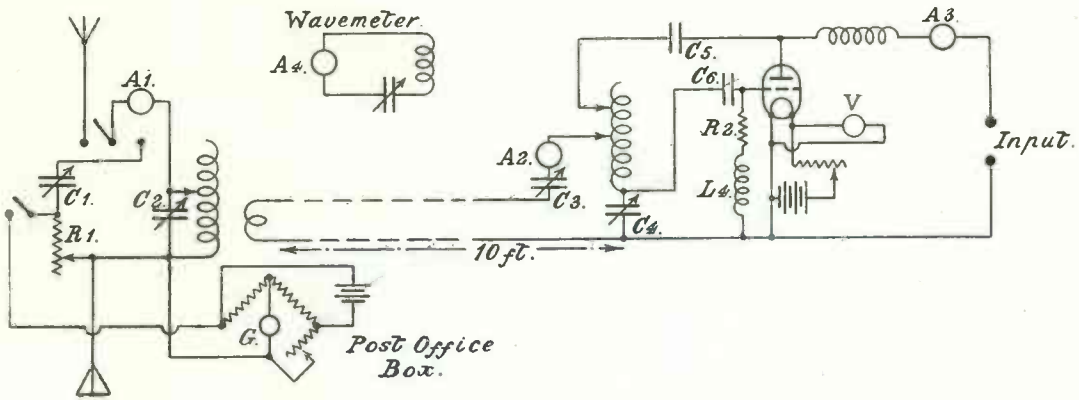 Wavemeter.
A4.
A1.
C1.
R1.
C2.
10 ft.
G.
Post Office
Box.
A2.
C3.
C4.
C5.
C6.
R2.
L4.
V
A3.
Input.